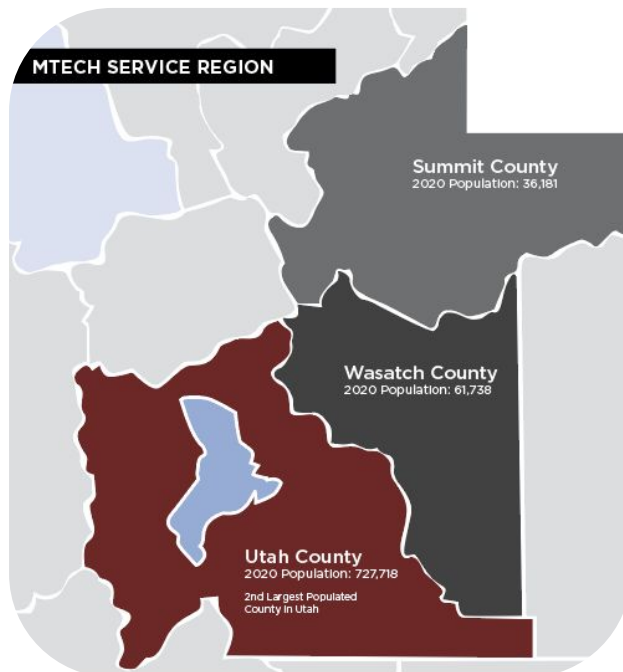 MTECH SERVICE REGION
Summit County
2020 Population: 36,181
Wasatch County
2020 Population: 61,738
Utah County
2020 Population: 727,718
2nd Largest Populated
County in Utah